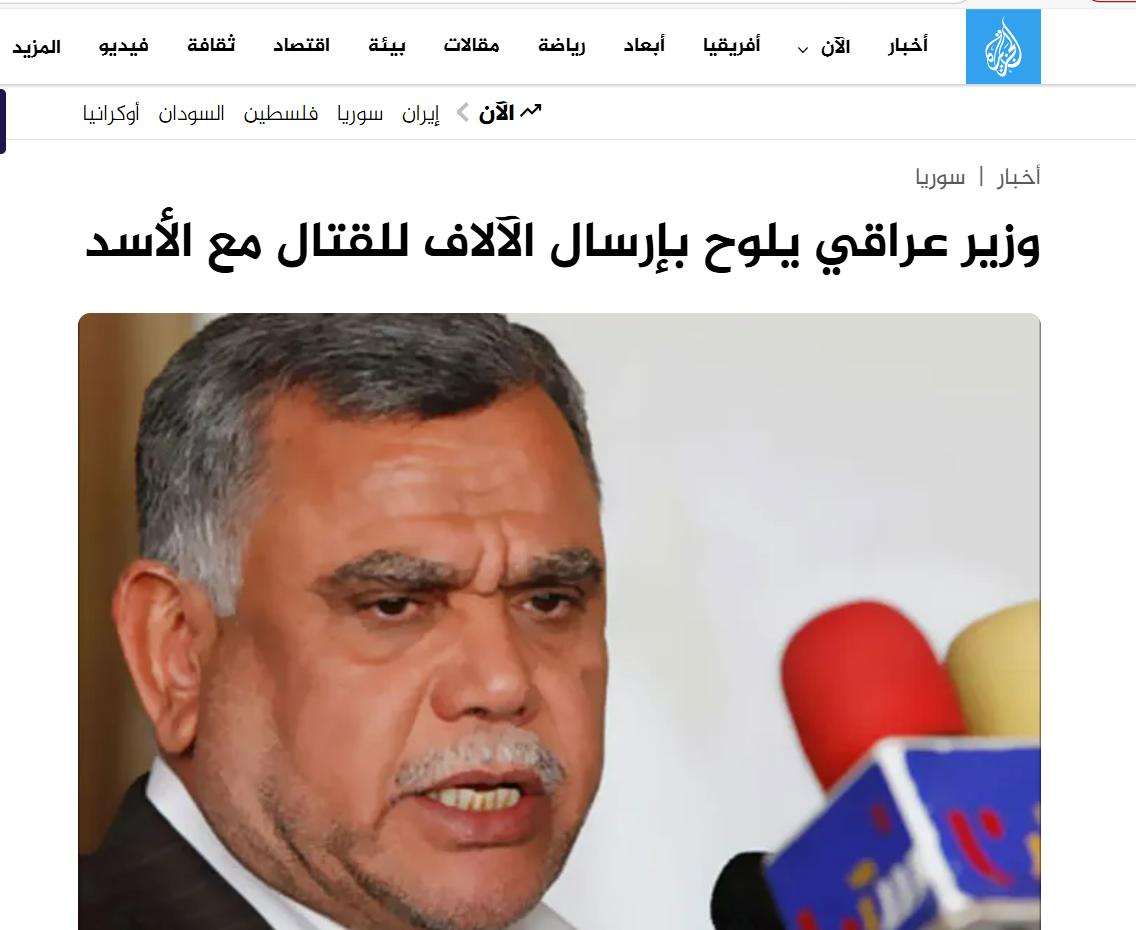 أخبار الآن أفريقيا أبعاد رياضة مقالات بيئة اقتصاد ثقافة فيديو المزيد
الآن إيران سوريا فلسطين السودان أوكرانيا
أخبار | سوريا
وزير عراقي يلوح بإرسال الآلاف للقتال مع الأسد